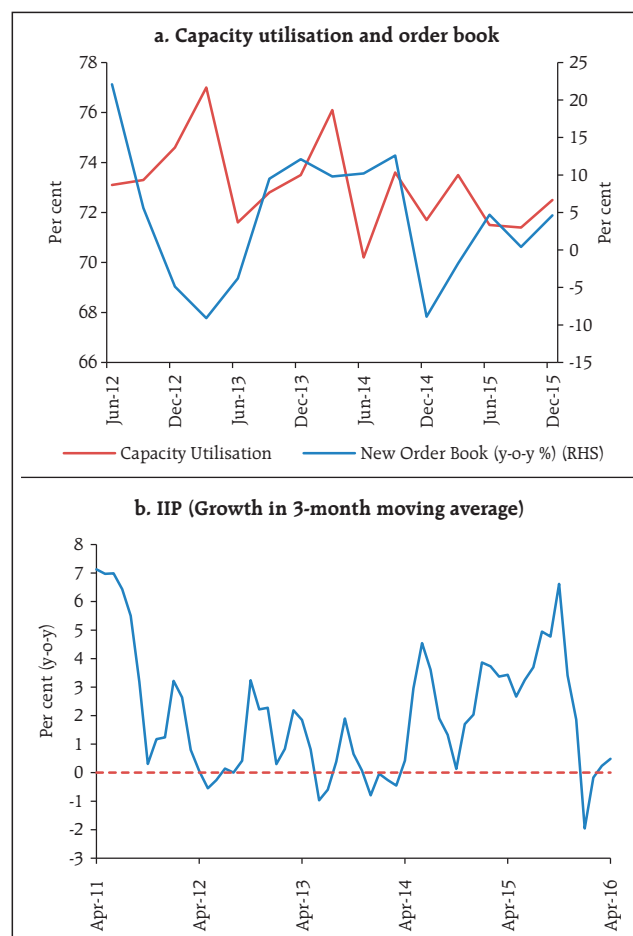 a. Capacity utilisation and order book
78
76
74
72
70
68
66
Per cent
25
20
15
10
5
0
-5
-10
-15
Per cent
Jun-12
Dec-12
Jun-13
Dec-13
Jun-14
Dec-14
Jun-15
Dec-15
Capacity Utilisation
New Order Book (y-o-y %) (RHS)
b. IIP (Growth in 3-month moving average)
8
7
6
5
4
3
2
1
0
-1
-2
-3
Per cent (y-o-y)
Apr-11
Apr-12
Apr-13
Apr-14
Apr-15
Apr-16